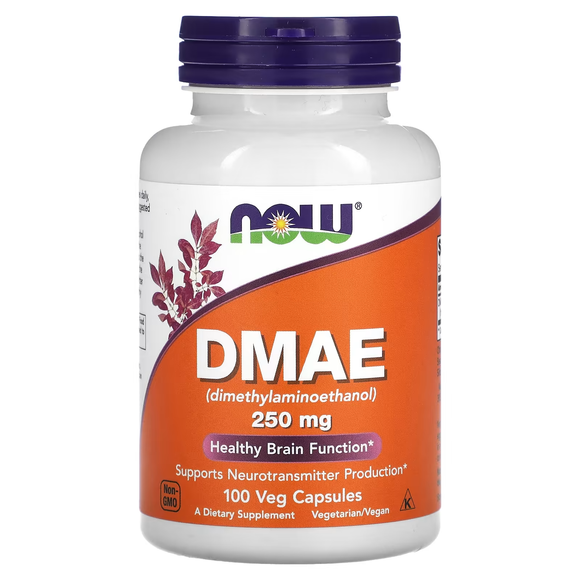 now®
DMAE
(dimethylaminoethanol)
250 mg
Healthy Brain Function*
Supports Neurotransmitter Production*
100 Veg Capsules
Non-
GMO
A Dietary Supplement Vegetarian/Vegan
K
daily,